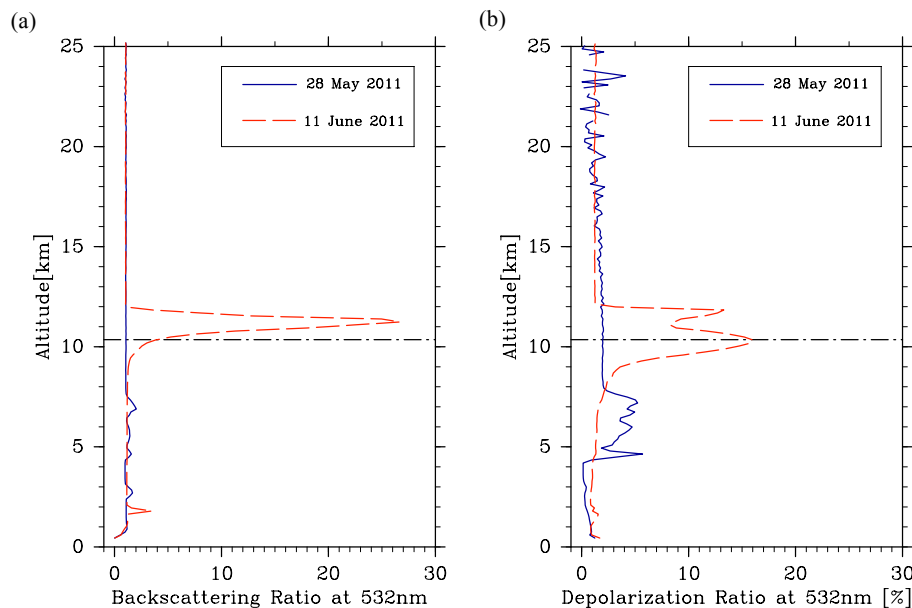 (a)
25
20
15
10
5
0
Altitude[km]
28 May 2011
11 June 2011
0 10 20 30
Backscattering Ratio at 532nm
(b)
25
20
15
10
5
0
Altitude[km]
28 May 2011
11 June 2011
0 10 20 30
Depolarization Ratio at 532nm [%]